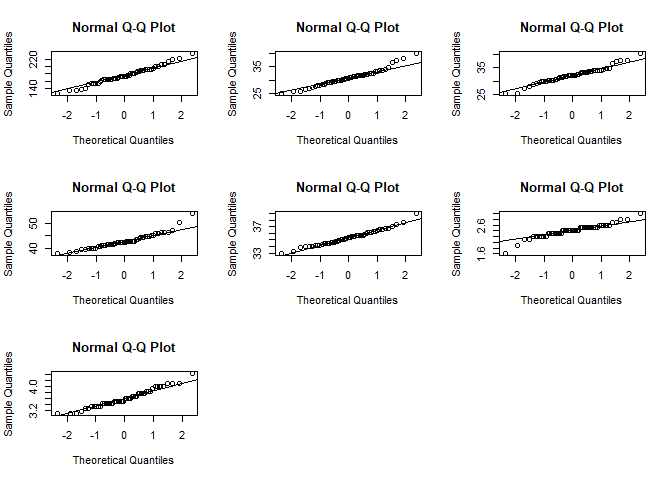 Normal Q-Q Plot
Sample Quantiles
220
140
-2 -1 0 1 2
Theoretical Quantiles
Normal Q-Q Plot
Sample Quantiles
35
25
-2 -1 0 1 2
Theoretical Quantiles
Normal Q-Q Plot
Sample Quantiles
35
25
-2 -1 0 1 2
Theoretical Quantiles
Normal Q-Q Plot
Sample Quantiles
50
40
-2 -1 0 1 2
Theoretical Quantiles
Normal Q-Q Plot
Sample Quantiles
37
33
-2 -1 0 1 2
Theoretical Quantiles
Normal Q-Q Plot
Sample Quantiles
2.6
1.6
-2 -1 0 1 2
Theoretical Quantiles
Normal Q-Q Plot
Sample Quantiles
4.0
3.2
-2 -1 0 1 2
Theoretical Quantiles